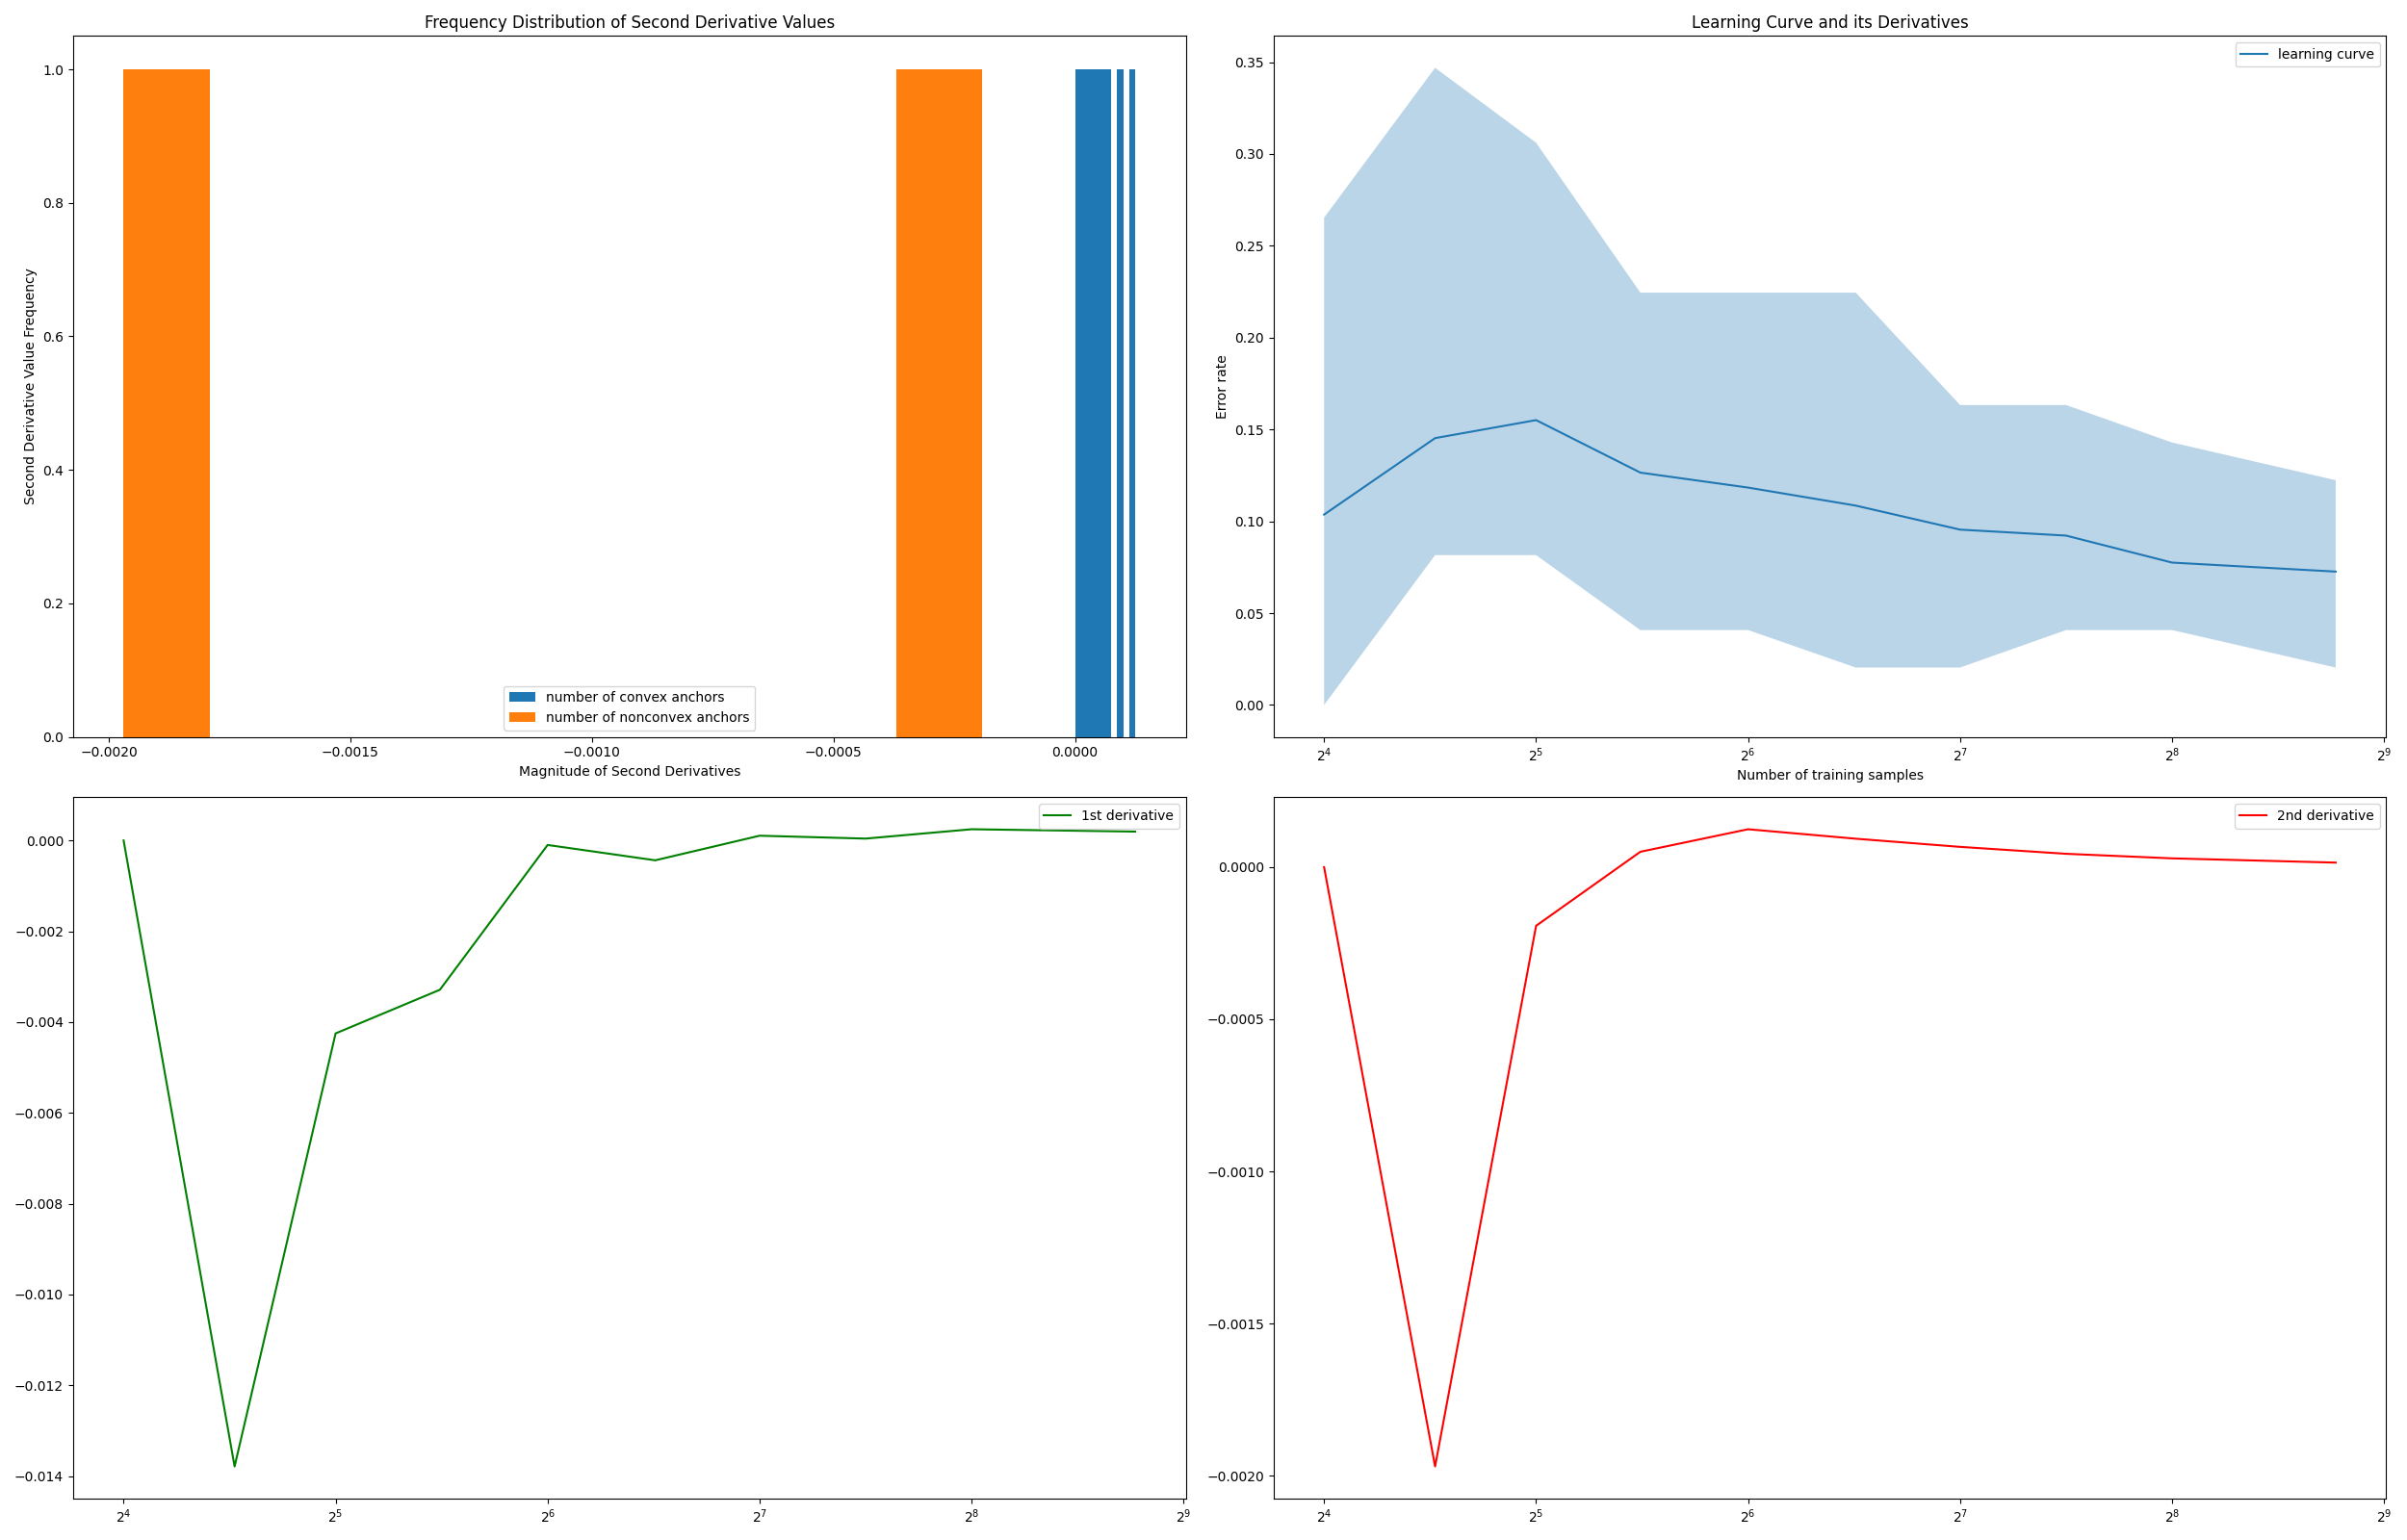 Frequency Distribution of Second Derivative Values
Second Derivative Value Frequency
1.0
0.8
0.6
0.4
0.2
0.0
number of convex anchors
number of nonconvex anchors
−0.0020 −0.0015 −0.0010 −0.0005 0.0000
Magnitude of Second Derivatives
Learning Curve and its Derivatives
learning curve
Error rate
0.35
0.30
0.25
0.20
0.15
0.10
0.05
0.00
2⁴ 2⁵ 2⁶ 2⁷ 2⁸ 2⁹
Number of training samples
1st derivative
0.000
−0.002
−0.004
−0.006
−0.008
−0.010
−0.012
−0.014
2⁴ 2⁵ 2⁶ 2⁷ 2⁸ 2⁹
2nd derivative
0.0000
−0.0005
−0.0010
−0.0015
−0.0020
2⁴ 2⁵ 2⁶ 2⁷ 2⁸ 2⁹